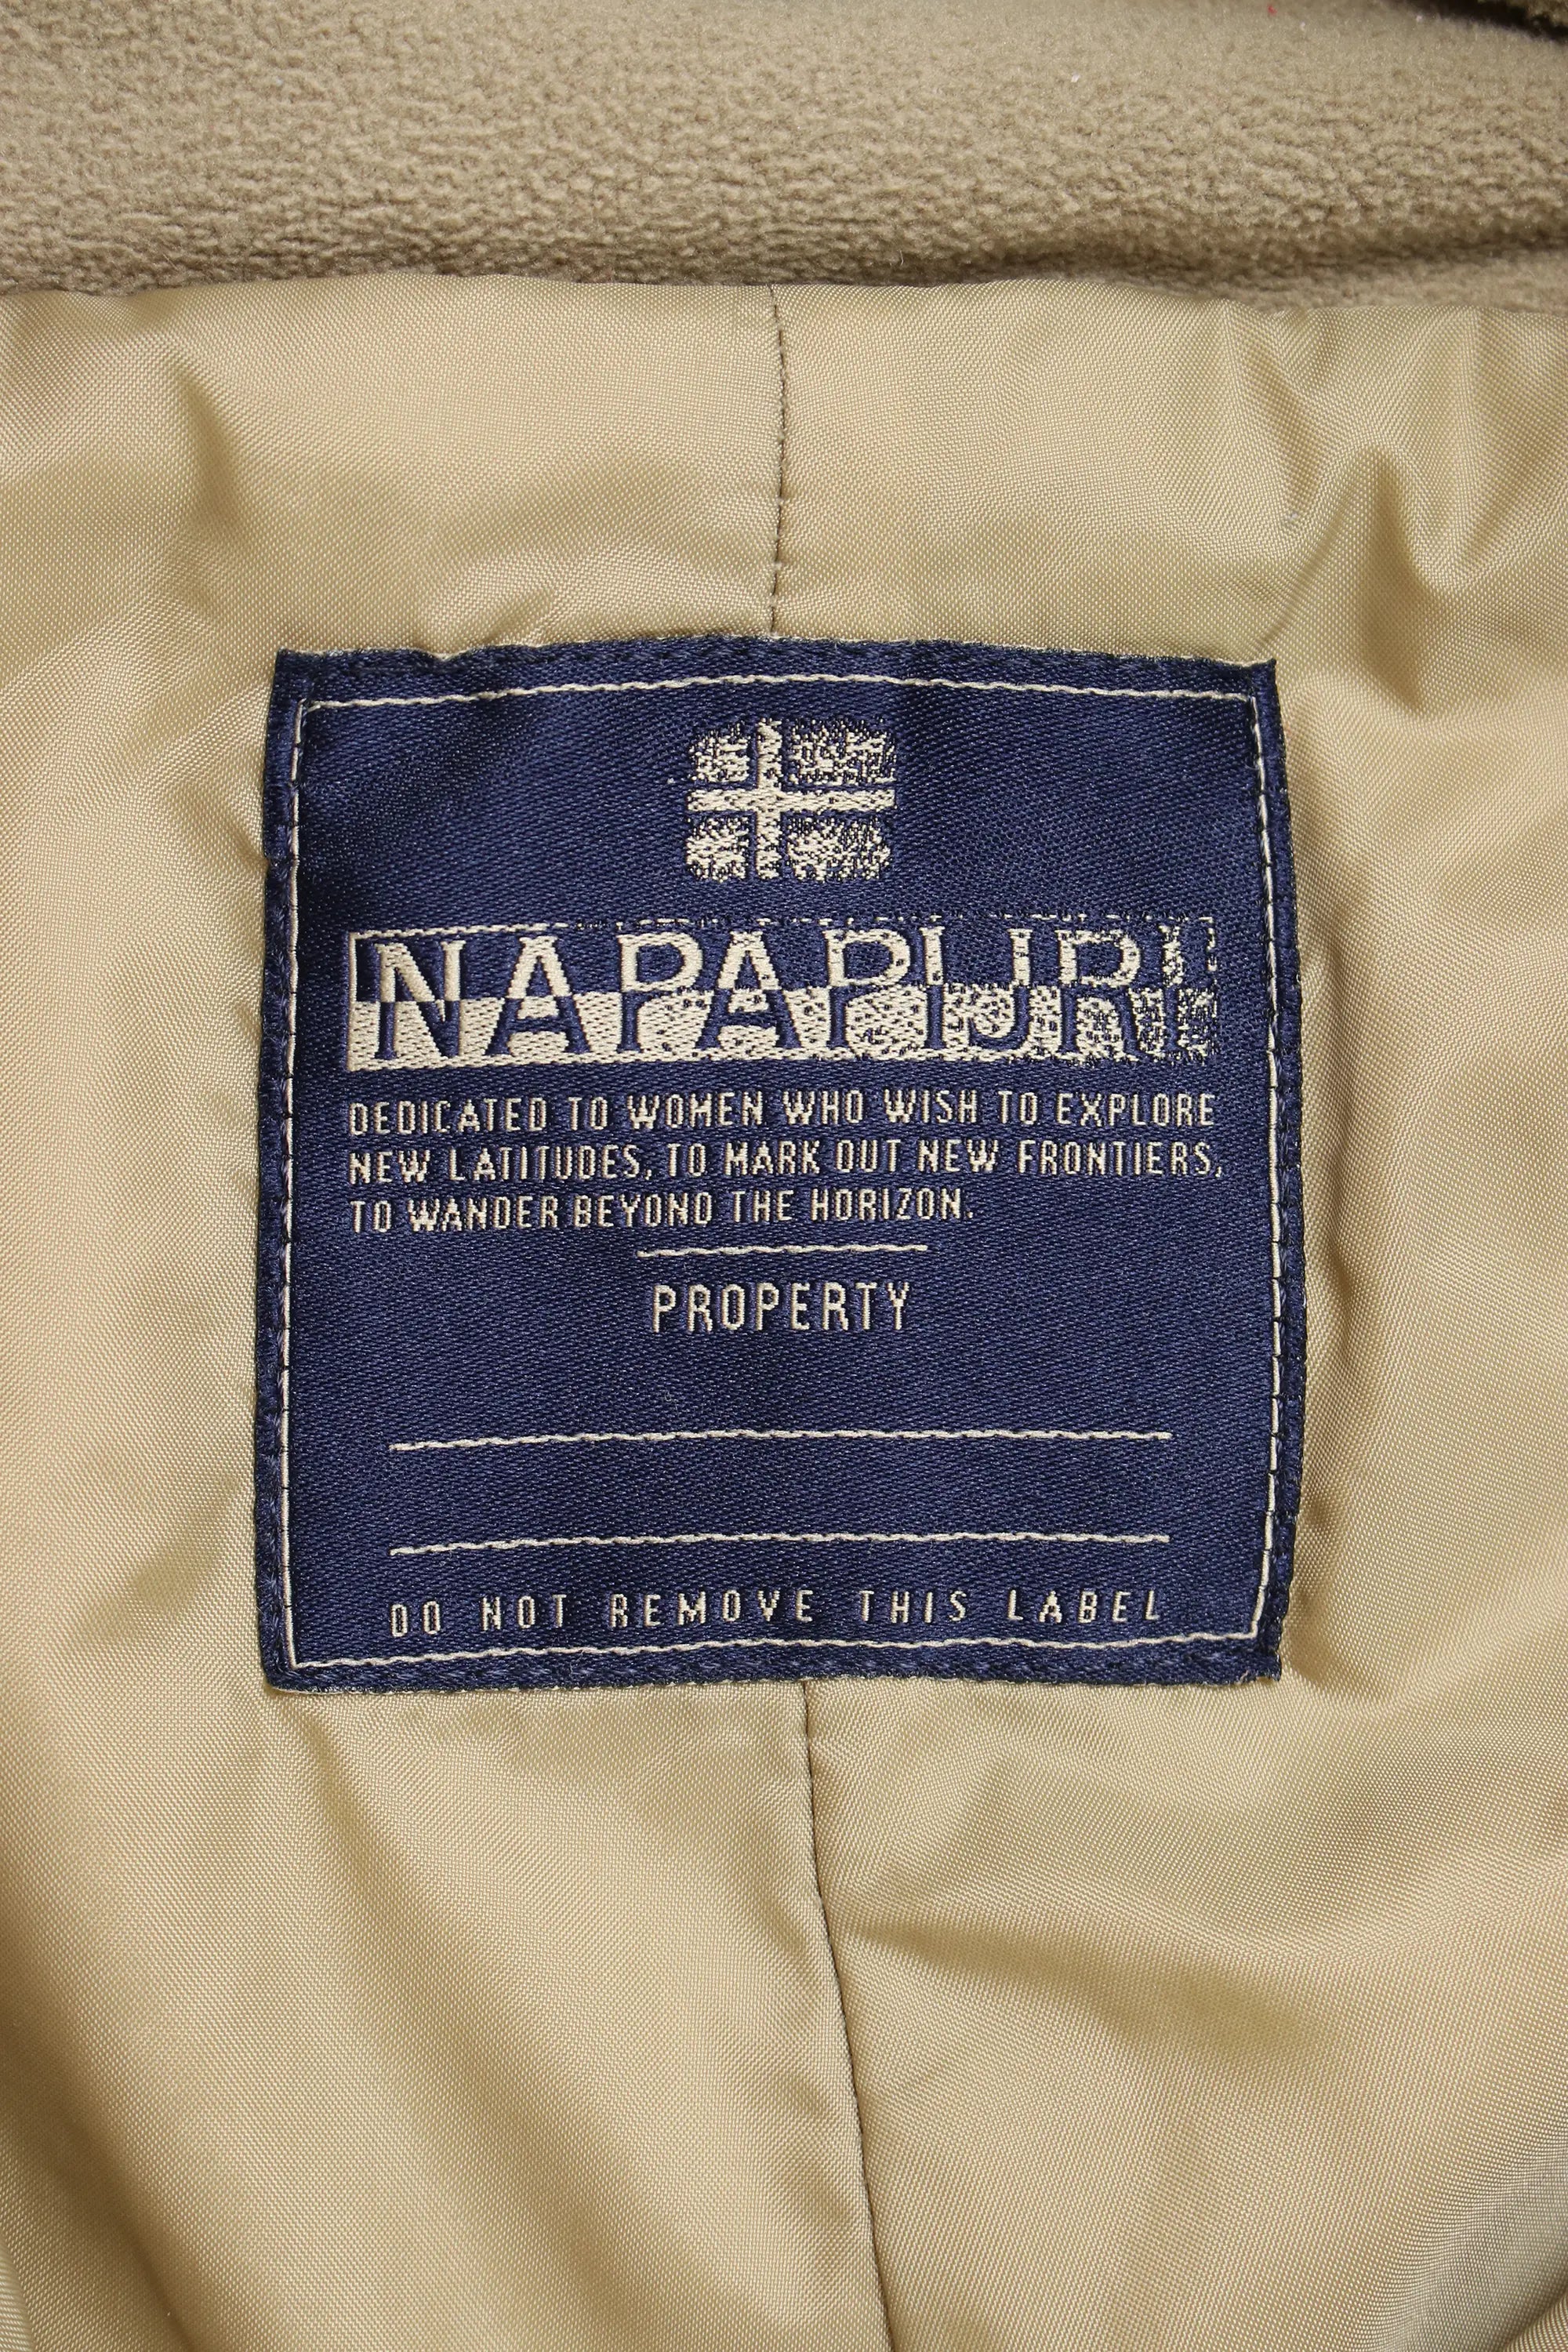 NAPAPIJRI
DEDICATED TO WOMEN WHO WISH TO EXPLORE
NEW LATITUDES, TO MARK OUT NEW FRONTIERS,
TO WANDER BEYOND THE HORIZON.
PROPERTY
DO NOT REMOVE THIS LABEL